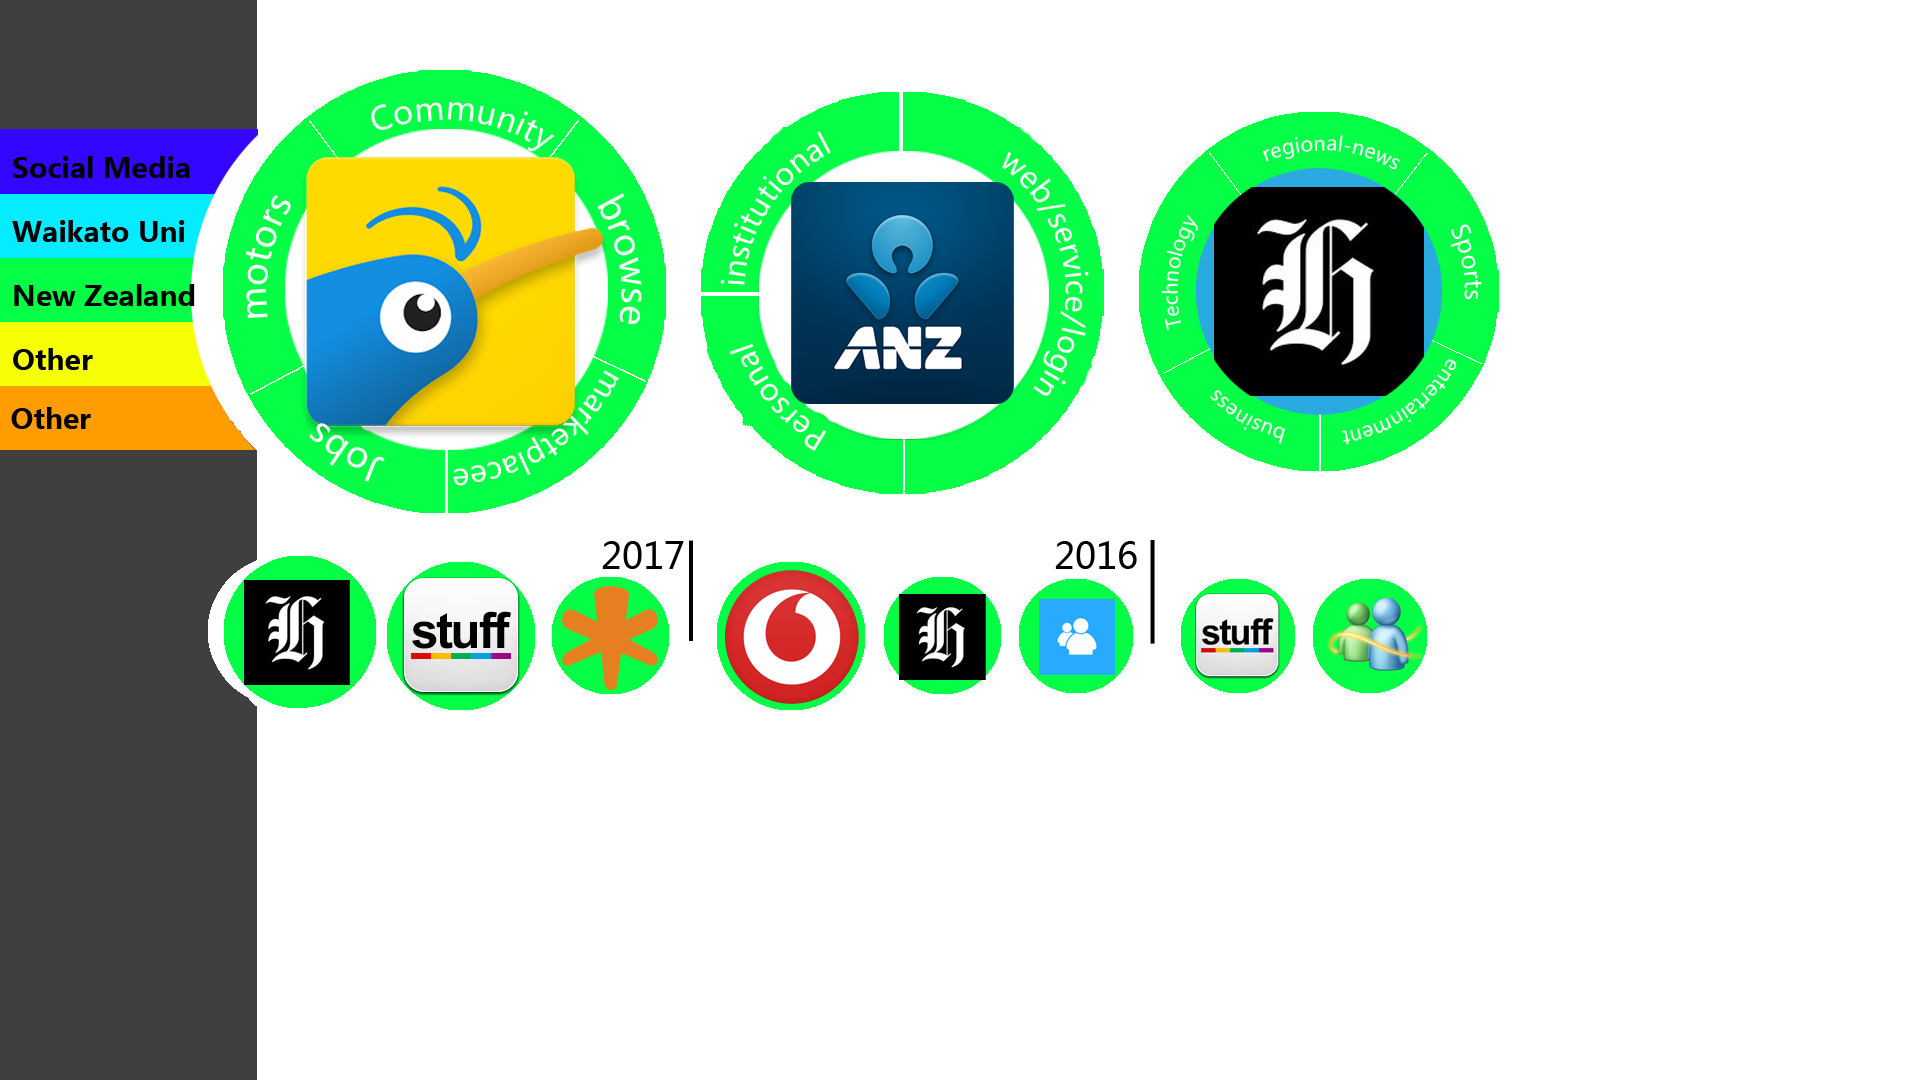 Social Media
Waikato Uni
New Zealand
Other
Other
Community
browse
marketplacee
Jobs
motors
institutional
web/service/login
Personal
ANZ
regional-news
Sports
entertainment
business
Technology
H
2017
2016
H
stuff
H
stuff